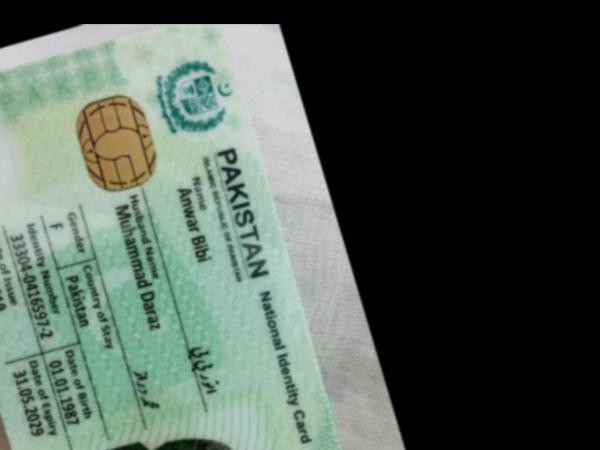 PAKISTAN National Identity Card
ISLAMIC REPUBLIC OF PAKISTAN
Name
Anwar Bibi
انور بی بی
Husband Name
Muhammad Daraz
محمد دراز
Gender Country of Stay
F Pakistan
Identity Number Date of Birth
33304-0416597-2 01.01.1987
of Issue Date of Expiry
31.05.2029